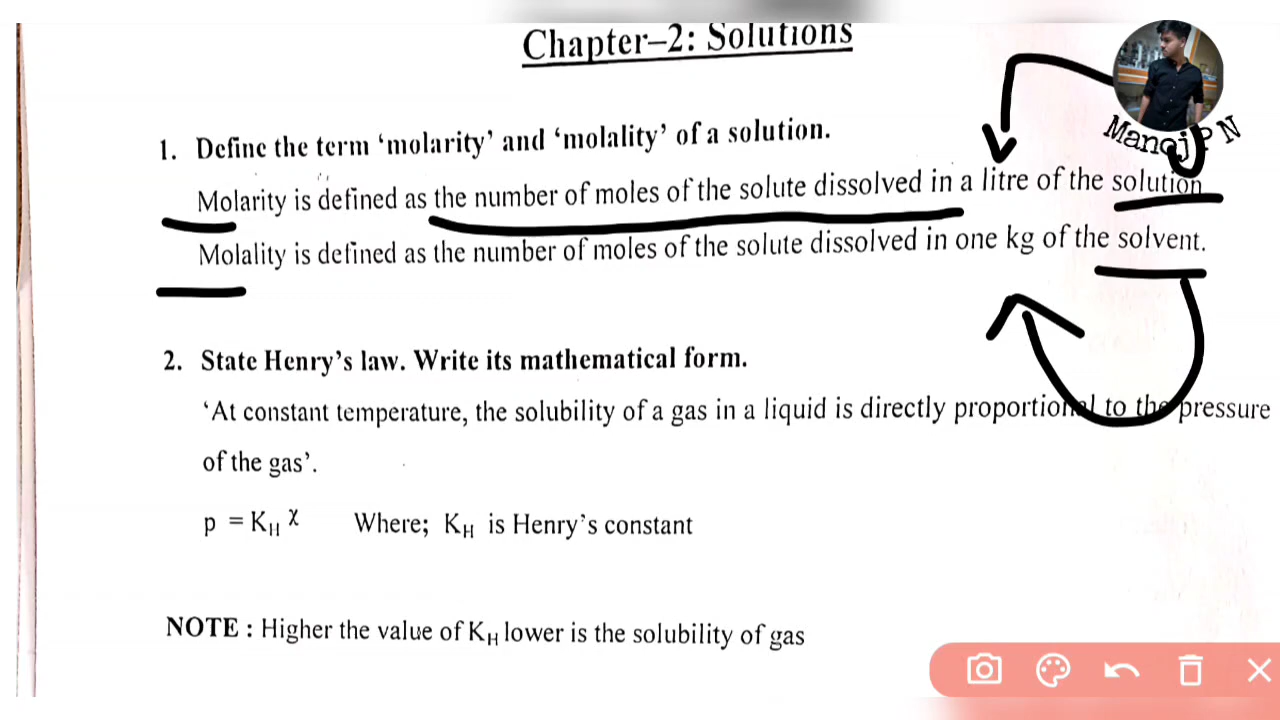 Chapter–2: Solutions
Manoj P N
1. Define the term ‘molarity’ and ‘molality’ of a solution.
Molarity is defined as the number of moles of the solute dissolved in a litre of the solution
Molality is defined as the number of moles of the solute dissolved in one kg of the solvent.
2. State Henry’s law. Write its mathematical form.
‘At constant temperature, the solubility of a gas in a liquid is directly proportional to the pressure
of the gas’.
p = K_H χ Where; K_H is Henry’s constant
NOTE : Higher the value of K_H lower is the solubility of gas